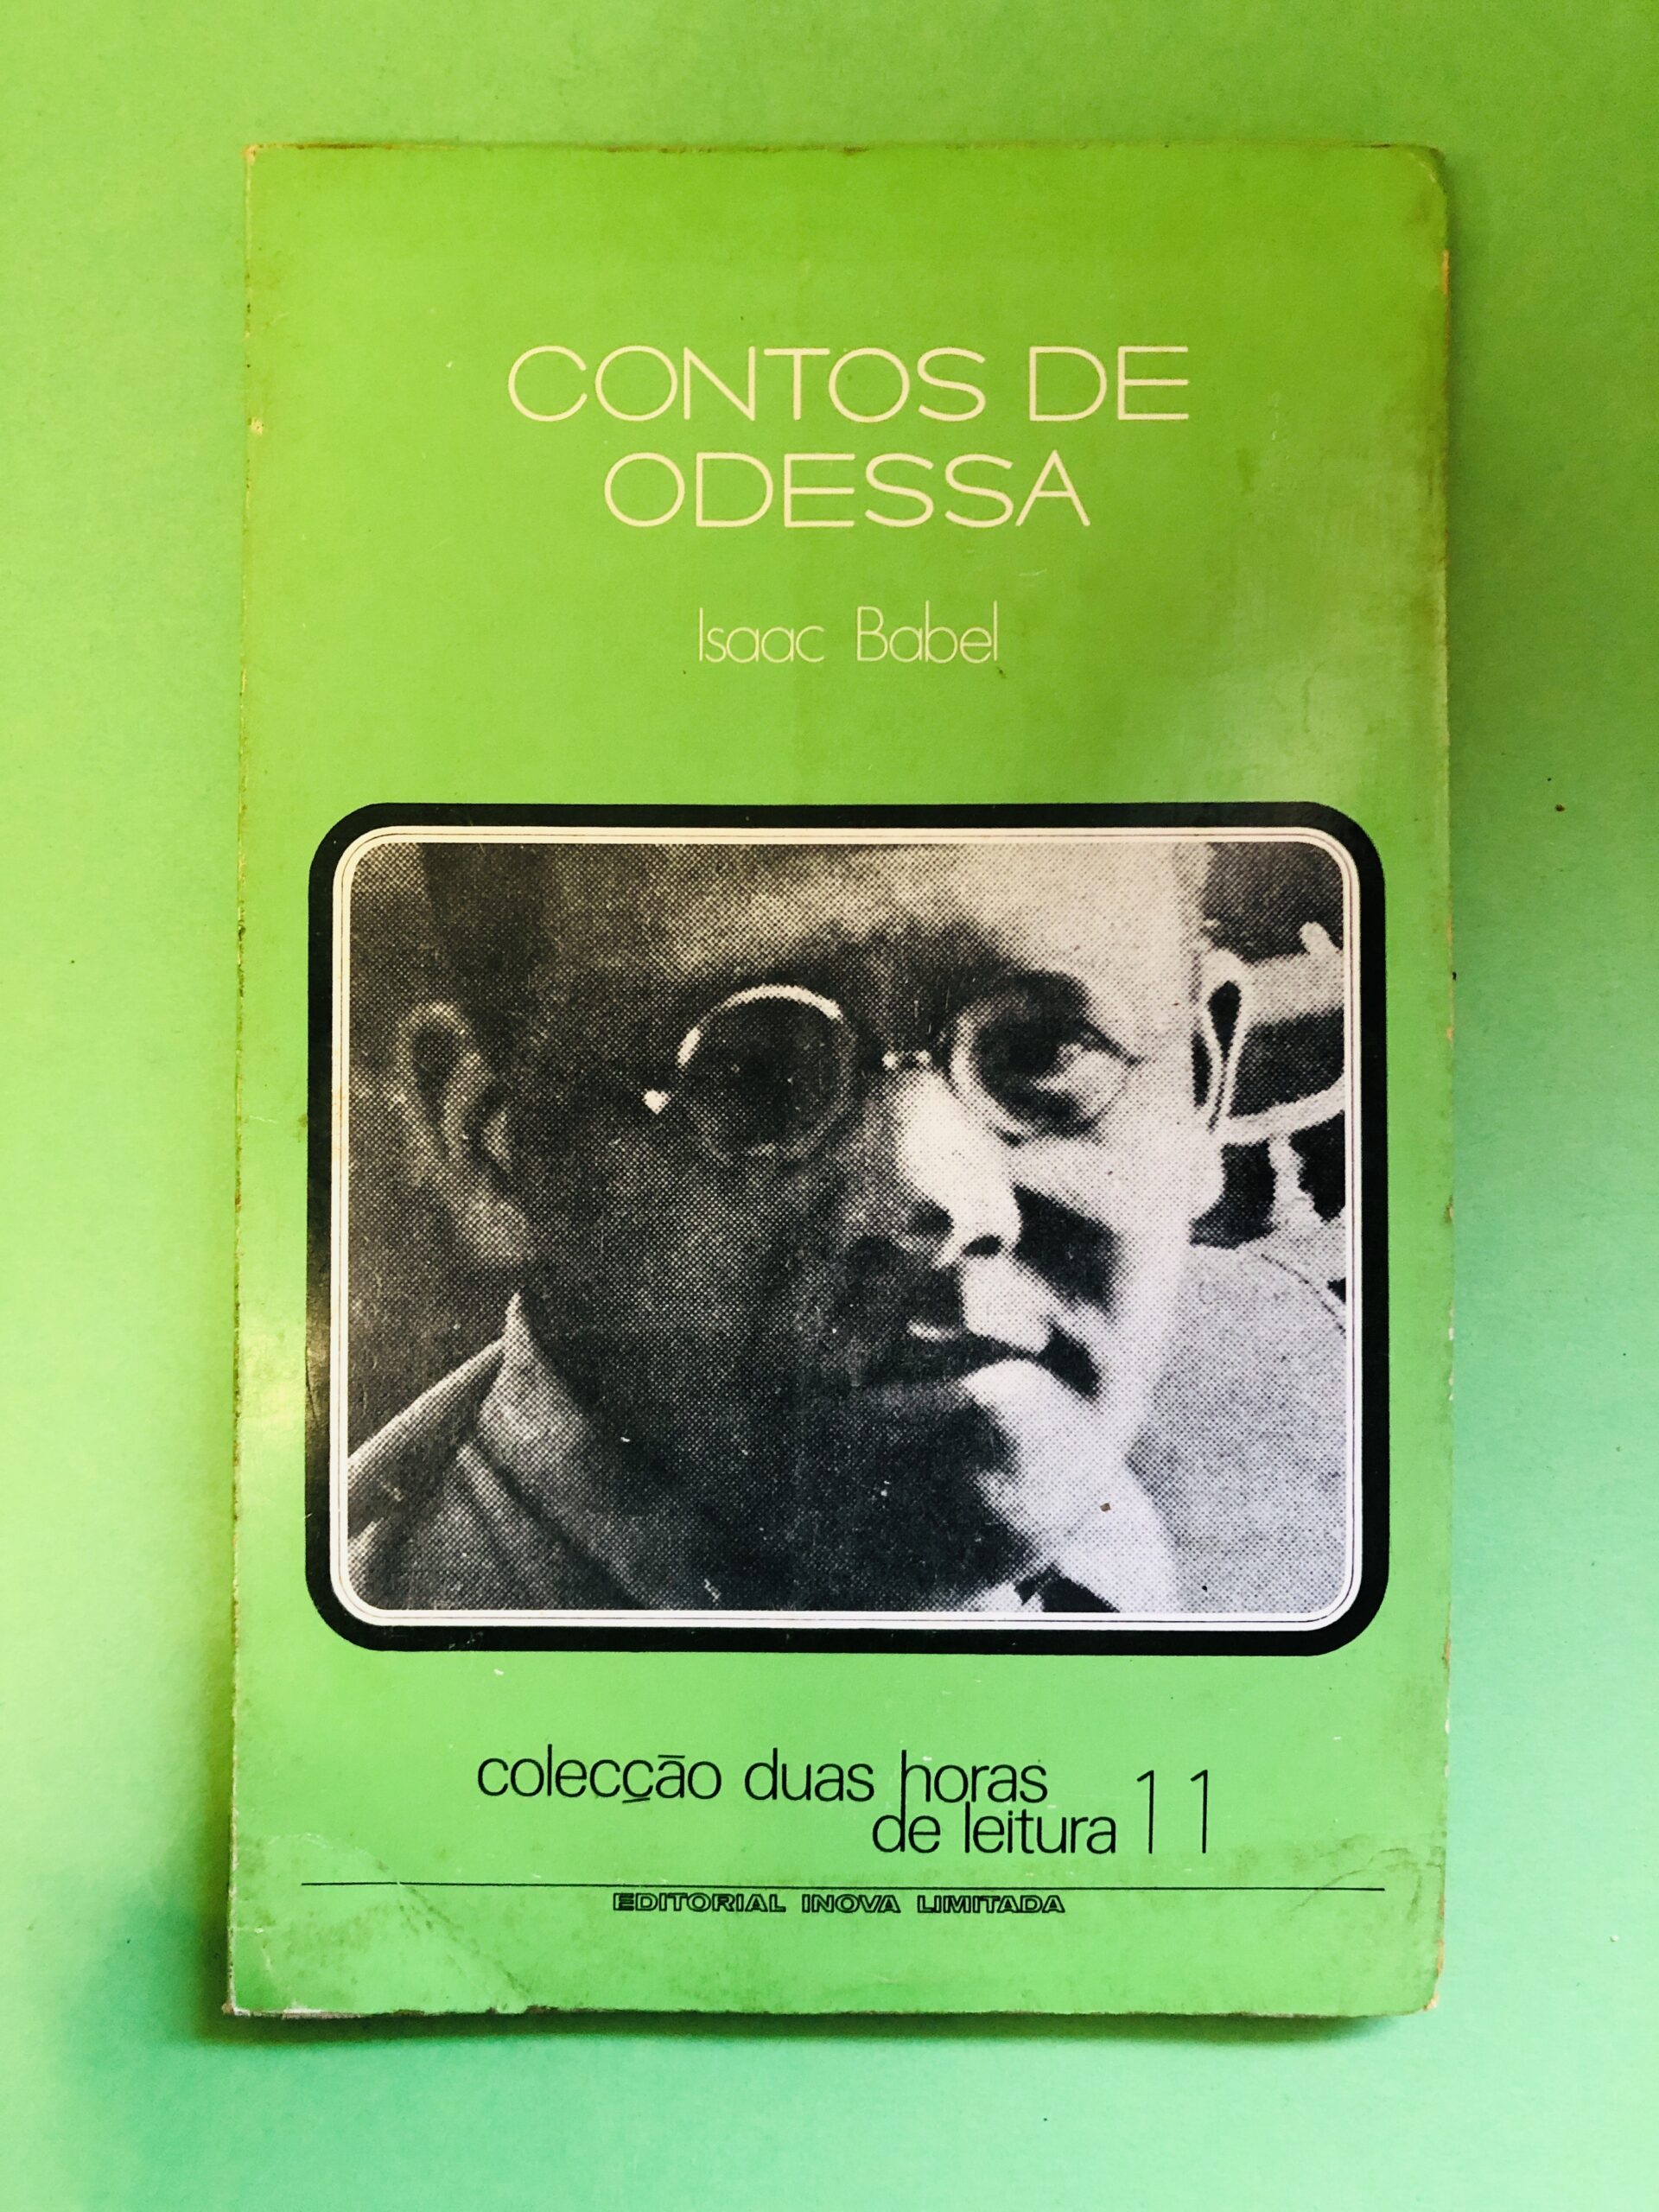 CONTOS DE
ODESSA
Isaac Babel
colecção duas horas
de leitura 11
EDITORIAL INOVA LIMITADA